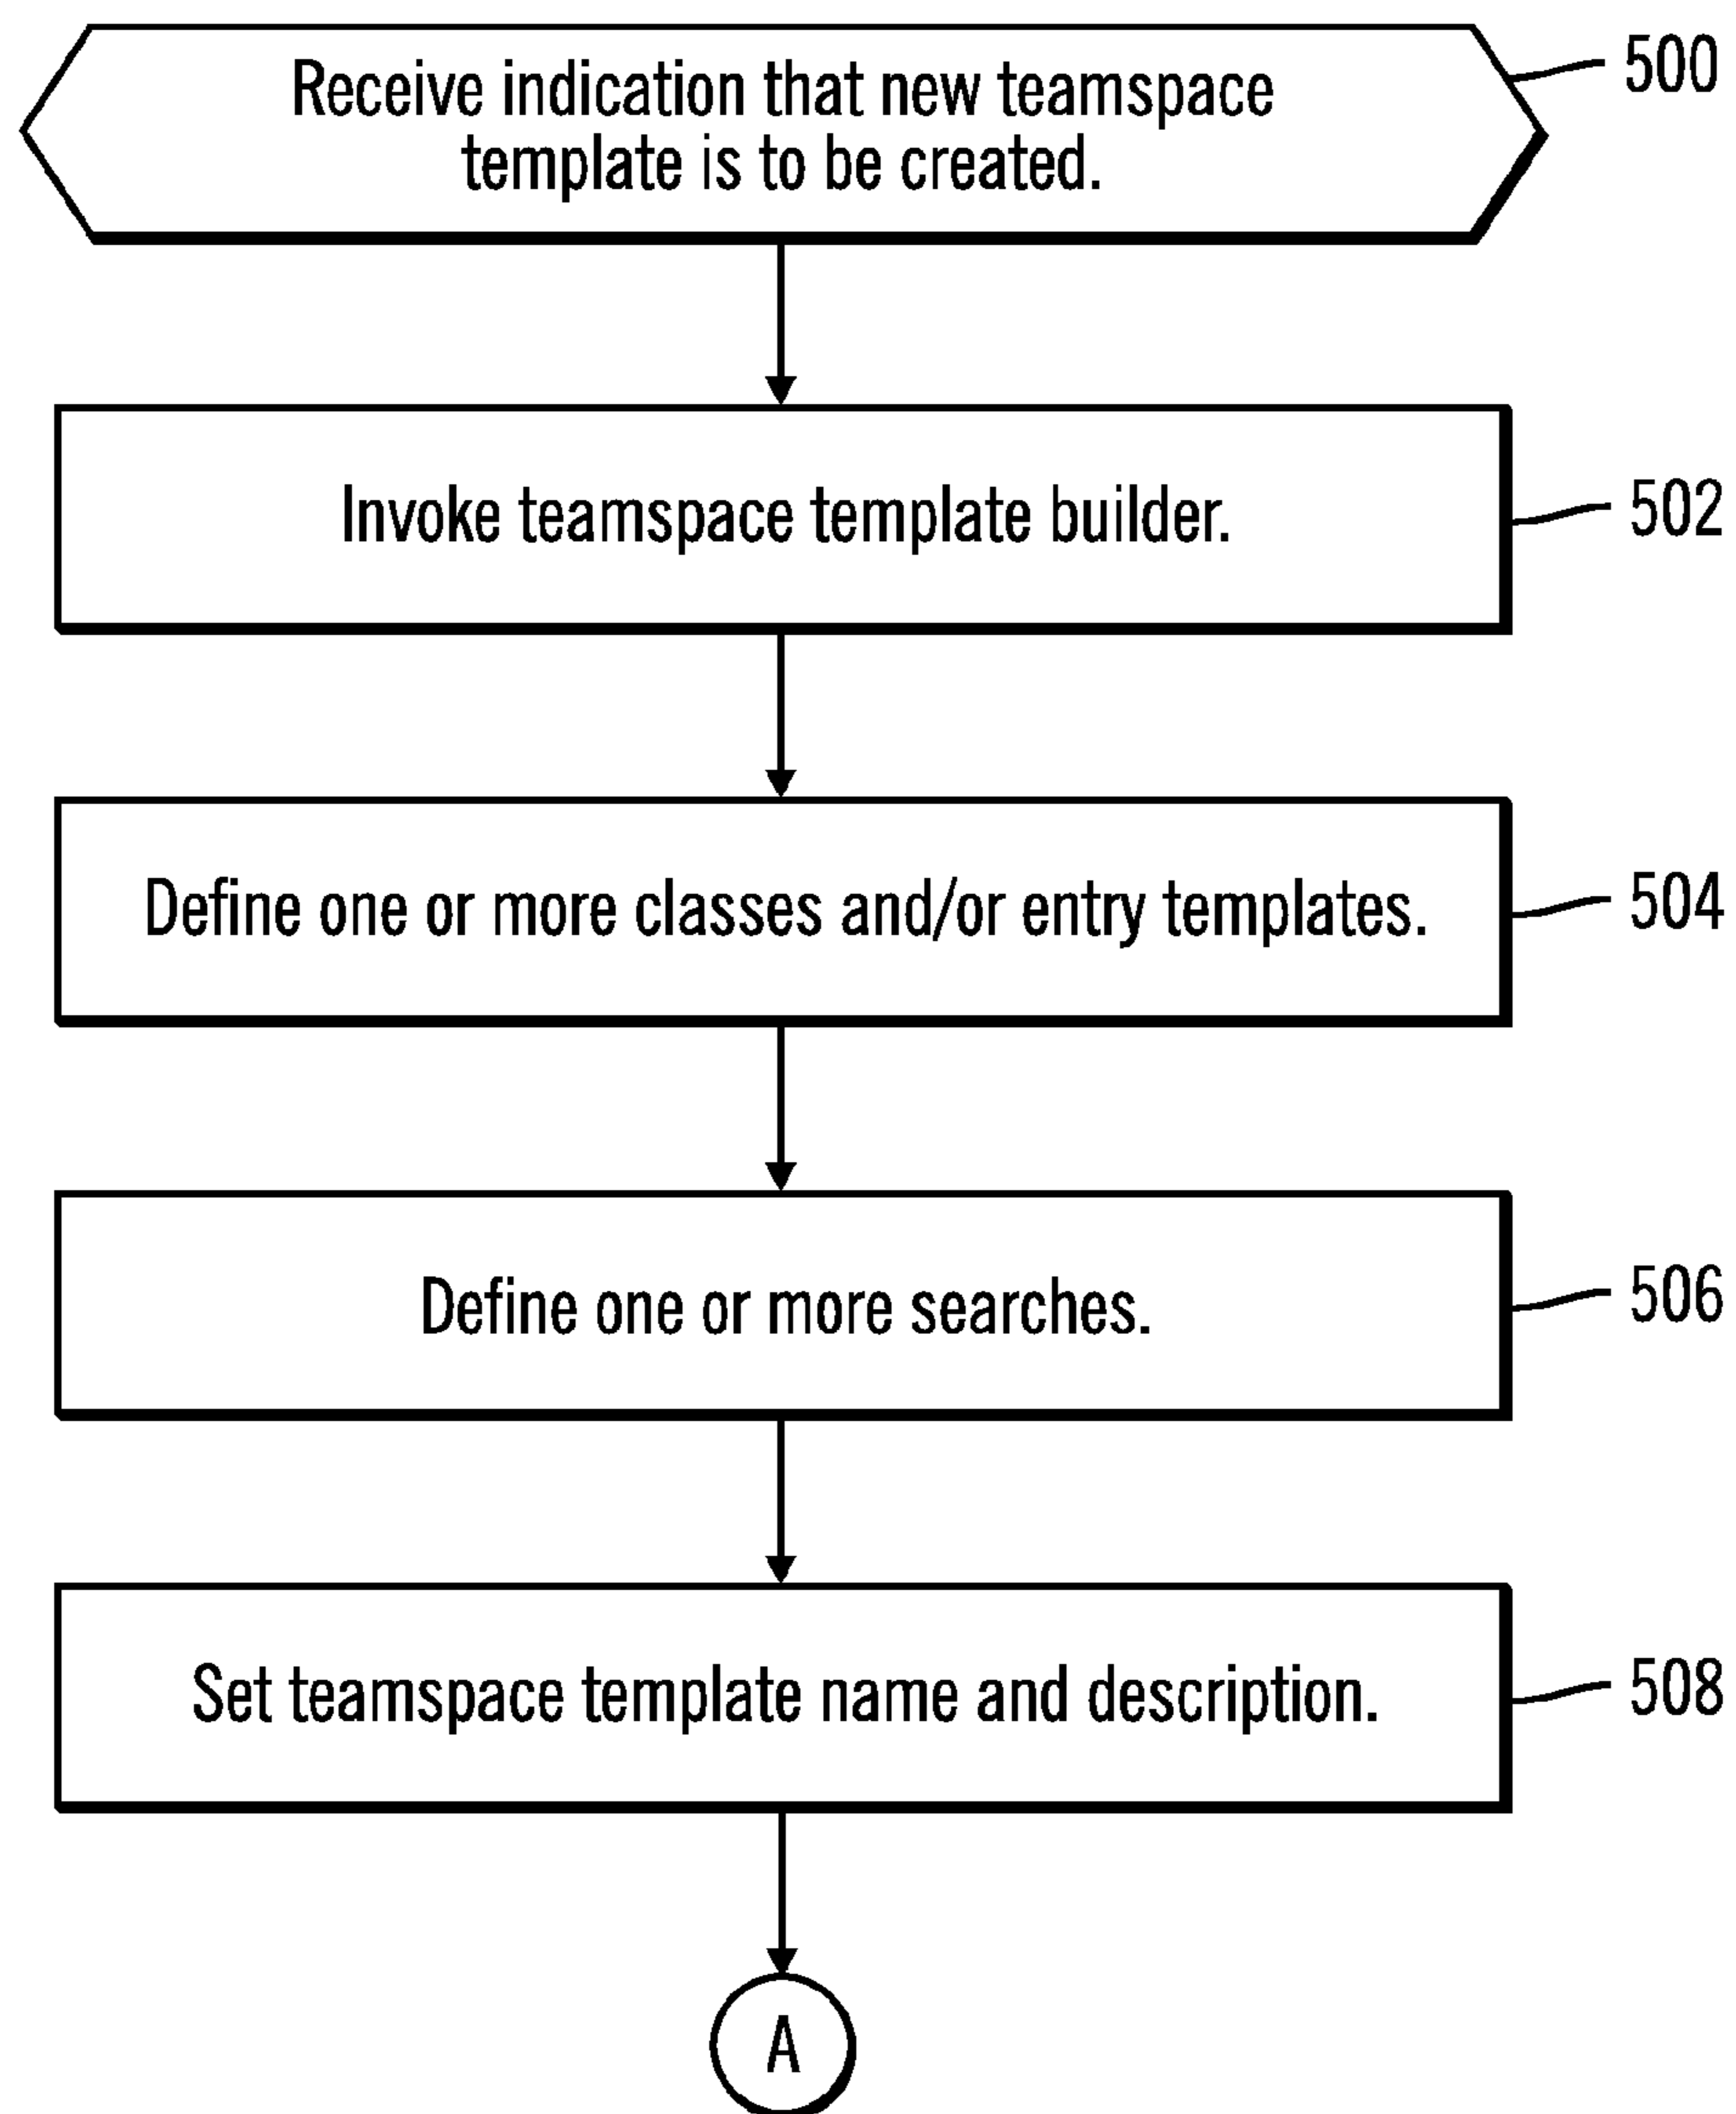 Receive indication that new teamspace
template is to be created.
500
Invoke teamspace template builder.
502
Define one or more classes and/or entry templates.
504
Define one or more searches.
506
Set teamspace template name and description.
508
A